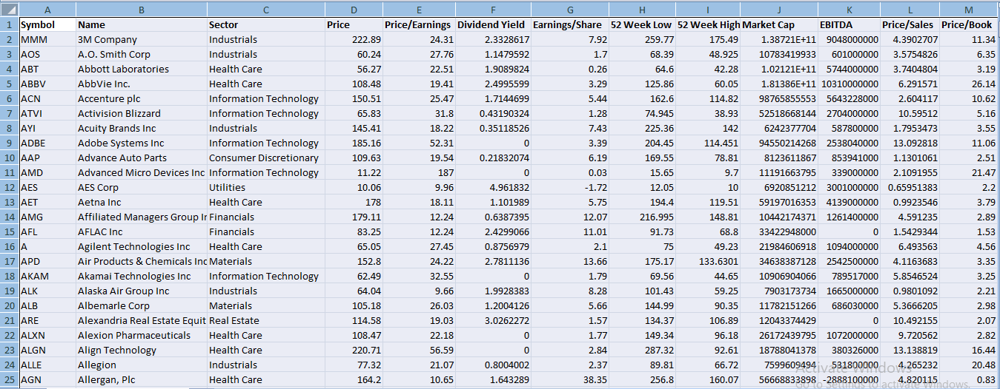 A B C D E F G H I J K L M
1 Symbol Name Sector Price Price/Earnings Dividend Yield Earnings/Share 52 Week Low 52 Week High Market Cap EBITDA Price/Sales Price/Book
2 MMM 3M Company Industrials 222.89 24.31 2.3328617 7.92 259.77 175.49 1.38721E+11 9048000000 4.3902707 11.34
3 AOS A.O. Smith Corp Industrials 60.24 27.76 1.1479592 1.7 68.39 48.925 10783419933 601000000 3.5754826 6.35
4 ABT Abbott Laboratories Health Care 56.27 22.51 1.9089824 0.26 64.6 42.28 1.02121E+11 5744000000 3.7404804 3.19
5 ABBV AbbVie Inc. Health Care 108.48 19.41 2.4995599 3.29 125.86 60.05 1.81386E+11 10310000000 6.291571 26.14
6 ACN Accenture plc Information Technology 150.51 25.47 1.7144699 5.44 162.6 114.82 98765855553 5643228000 2.604117 10.62
7 ATVI Activision Blizzard Information Technology 65.83 31.8 0.43190324 1.28 74.945 38.93 52518668144 2704000000 10.59512 5.16
8 AYI Acuity Brands Inc Industrials 145.41 18.22 0.35118526 7.43 225.36 142 6242377704 587800000 1.7953473 3.55
9 ADBE Adobe Systems Inc Information Technology 185.16 52.31 0 3.39 204.45 114.451 94550214268 2538040000 13.092818 11.06
10 AAP Advance Auto Parts Consumer Discretionary 109.63 19.54 0.21832074 6.19 169.55 78.81 8123611867 853941000 1.1301061 2.51
11 AMD Advanced Micro Devices Inc Information Technology 11.22 187 0 0.03 15.65 9.7 11191663795 339000000 2.1091955 21.47
12 AES AES Corp Utilities 10.06 9.96 4.961832 -1.72 12.05 10 6920851212 3001000000 0.65951383 2.2
13 AET Aetna Inc Health Care 178 18.11 1.101989 5.75 194.4 119.51 59197016353 4139000000 0.9923546 3.79
14 AMG Affiliated Managers Group Ir Financials 179.11 12.24 0.6387395 12.07 216.995 148.81 10442174371 1261400000 4.591235 2.89
15 AFL AFLAC Inc Financials 83.25 12.24 2.4299066 11.01 91.73 68.8 33422948000 0 1.5429344 1.53
16 A Agilent Technologies Inc Health Care 65.05 27.45 0.8756979 2.1 75 49.23 21984606918 1094000000 6.493563 4.56
17 APD Air Products & Chemicals Inc Materials 152.8 24.22 2.7811136 13.66 175.17 133.6301 34638387128 2542500000 4.1163683 3.35
18 AKAM Akamai Technologies Inc Information Technology 62.49 32.55 0 1.79 69.56 44.65 10906904066 789517000 5.8546524 3.25
19 ALK Alaska Air Group Inc Industrials 64.04 9.66 1.9928383 8.28 101.43 59.25 7903173734 1665000000 0.9801092 2.21
20 ALB Albemarle Corp Materials 105.18 26.03 1.2004126 5.66 144.99 90.35 11782151266 686030000 5.3666205 2.98
21 ARE Alexandria Real Estate Equit Real Estate 114.58 19.03 3.0262272 1.57 134.37 106.89 12043374429 0 10.492155 2.07
22 ALXN Alexion Pharmaceuticals Health Care 108.47 22.18 0 1.77 149.34 96.18 26172439795 1072000000 9.720562 2.82
23 ALGN Align Technology Health Care 220.71 56.59 0 2.84 287.32 92.61 18788041378 380326000 13.138819 16.44
24 ALLE Allegion Industrials 77.32 21.07 0.8004002 2.37 89.81 66.72 7599609494 531800000 4.265232 20.48
Activate Windows
25 AGN Allergan, Plc Health Care 164.2 10.65 1.643289 38.35 256.8 160.07 56668833898 -2888100000 4.820115 0.83
Go to Settings to activate Windows.